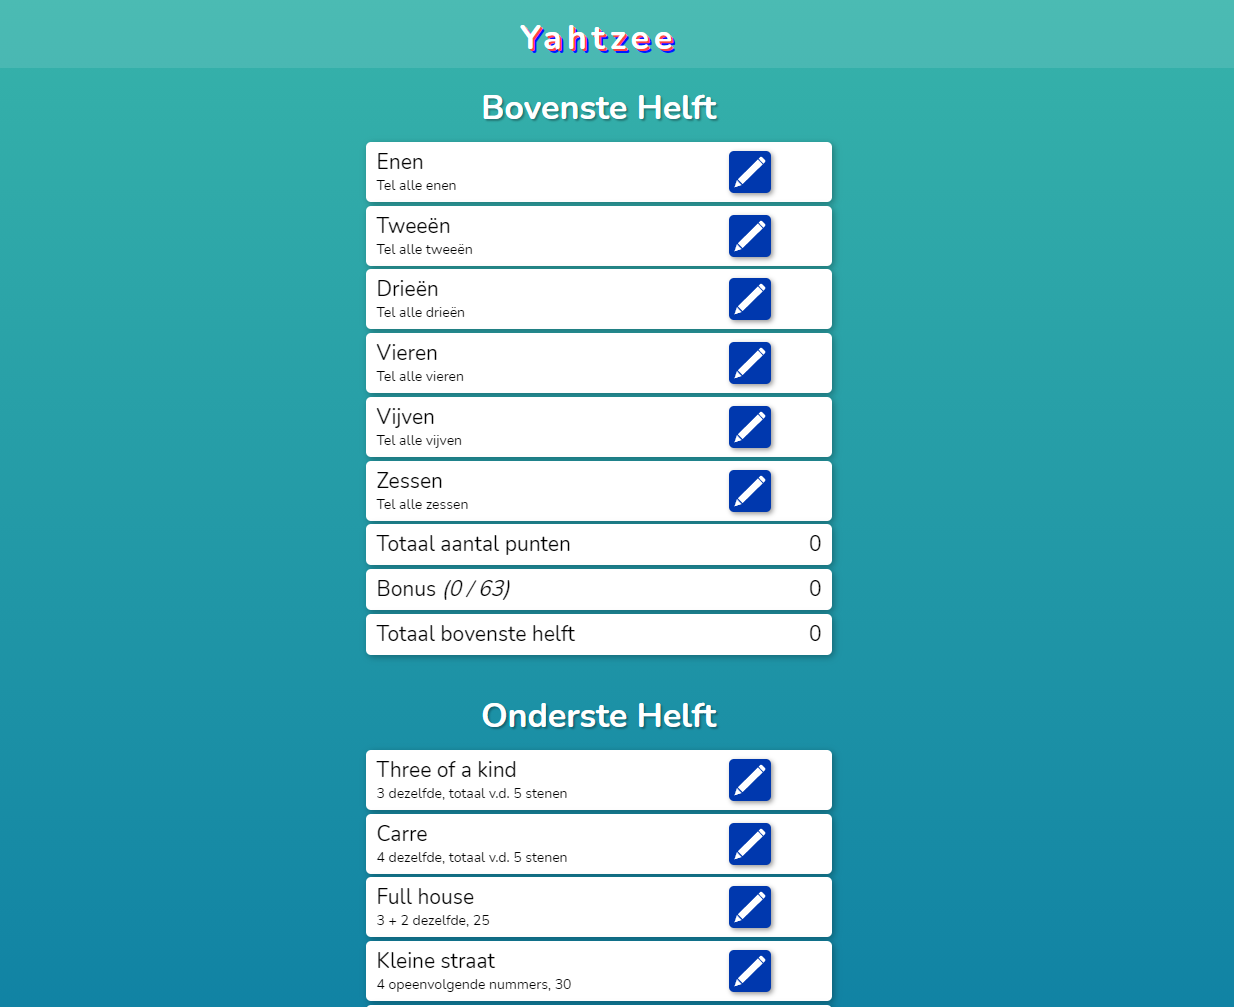 Yahtzee
Bovenste Helft
Enen
Tel alle enen
Tweeën
Tel alle tweeën
Drieën
Tel alle drieën
Vieren
Tel alle vieren
Vijven
Tel alle vijven
Zessen
Tel alle zessen
Totaal aantal punten 0
Bonus (0 / 63) 0
Totaal bovenste helft 0
Onderste Helft
Three of a kind
3 dezelfde, totaal v.d. 5 stenen
Carre
4 dezelfde, totaal v.d. 5 stenen
Full house
3 + 2 dezelfde, 25
Kleine straat
4 opeenvolgende nummers, 30